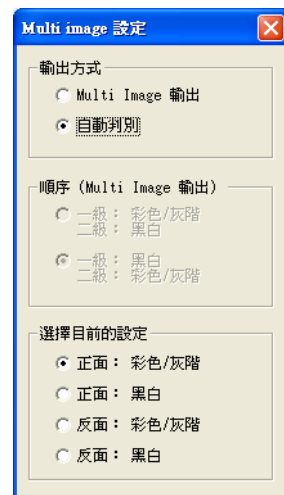 Multi image 設定
輸出方式
Multi Image 輸出
自動判別
順序 (Multi Image 輸出)
一級： 彩色/灰階
二級： 黑白
一級： 黑白
二級： 彩色/灰階
選擇目前的設定
正面： 彩色/灰階
正面： 黑白
反面： 彩色/灰階
反面： 黑白